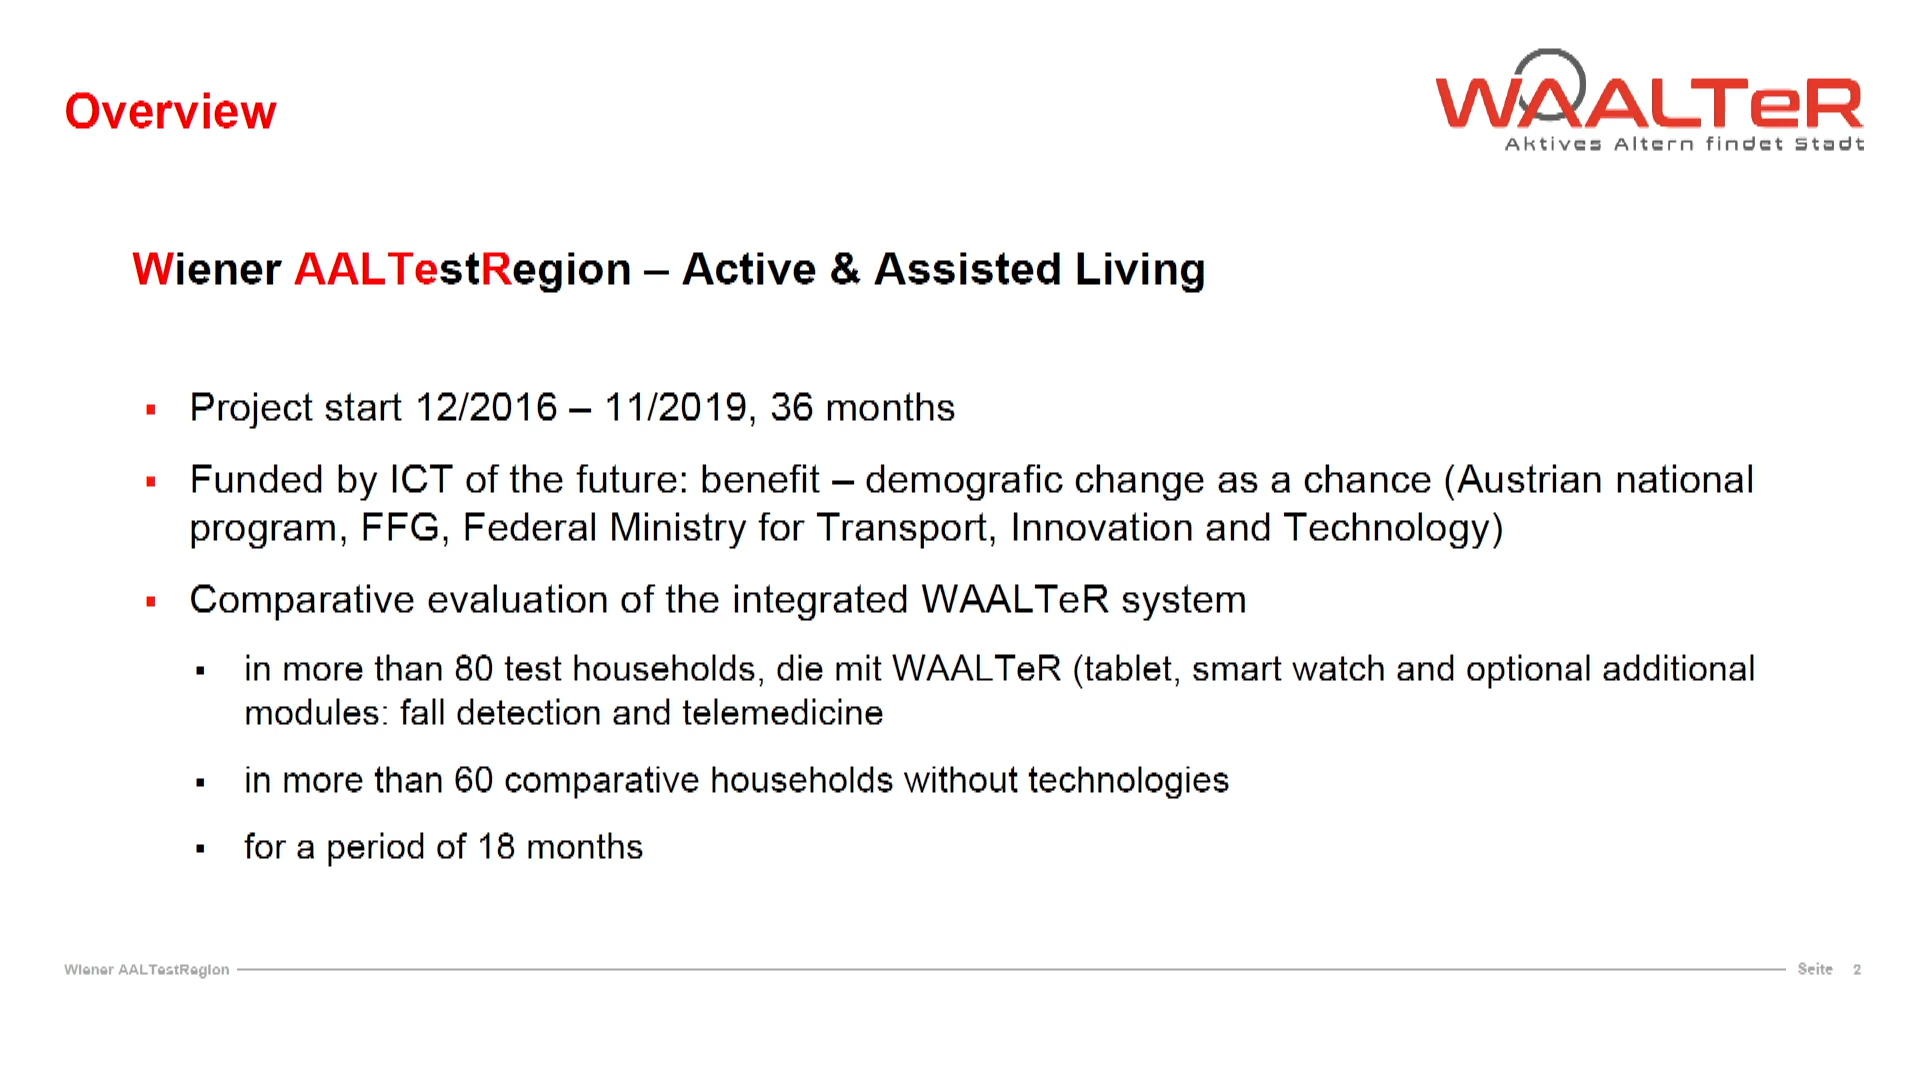 Overview
WAALTeR
Aktives Altern findet Stadt
Wiener AALTestRegion – Active & Assisted Living
▪ Project start 12/2016 – 11/2019, 36 months
▪ Funded by ICT of the future: benefit – demografic change as a chance (Austrian national
program, FFG, Federal Ministry for Transport, Innovation and Technology)
▪ Comparative evaluation of the integrated WAALTeR system
▪ in more than 80 test households, die mit WAALTeR (tablet, smart watch and optional additional
modules: fall detection and telemedicine
▪ in more than 60 comparative households without technologies
▪ for a period of 18 months
Wiener AALTestRegion
Seite 2